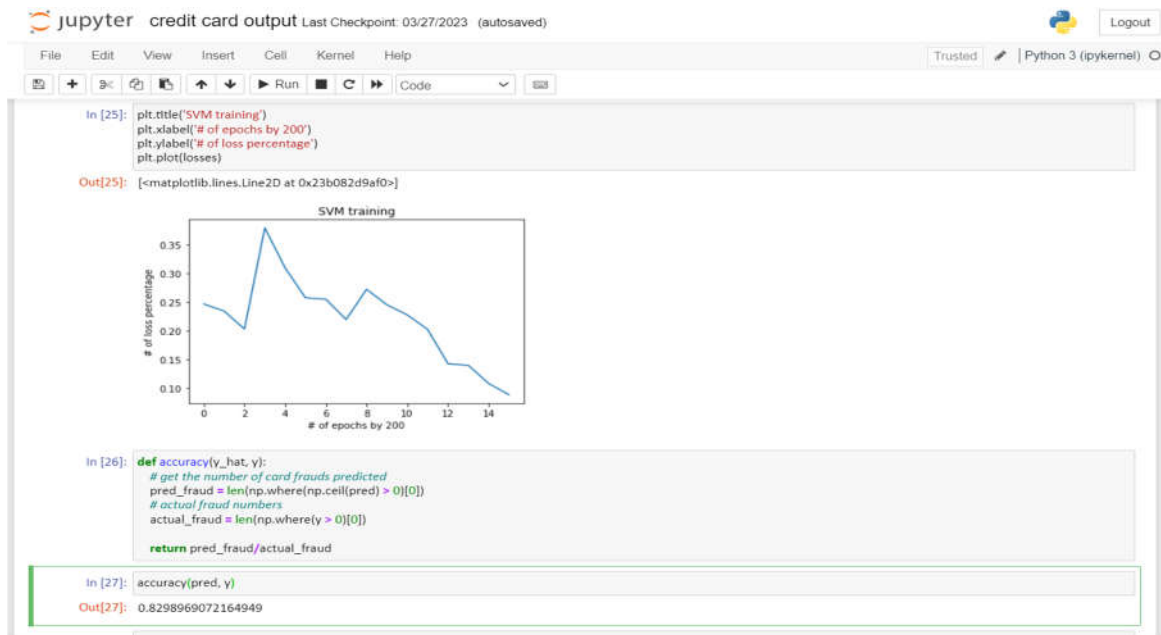 jupyter credit card output Last Checkpoint: 03/27/2023 (autosaved)
Logout
File Edit View Insert Cell Kernel Help
Trusted Python 3 (ipykernel)
Run Code
In [25]: plt.title('SVM training')
plt.xlabel('# of epochs by 200')
plt.ylabel('# of loss percentage')
plt.plot(losses)
Out[25]: [<matplotlib.lines.Line2D at 0x23b082d9af0>]
SVM training
0.35
0.30
0.25
0.20
0.15
0.10
# of loss percentage
0 2 4 6 8 10 12 14
# of epochs by 200
In [26]: def accuracy(y_hat, y):
# get the number of card frauds predicted
pred_fraud = len(np.where(np.ceil(pred) > 0)[0])
# actual fraud numbers
actual_fraud = len(np.where(y > 0)[0])
return pred_fraud/actual_fraud
In [27]: accuracy(pred, y)
Out[27]: 0.8298969072164949